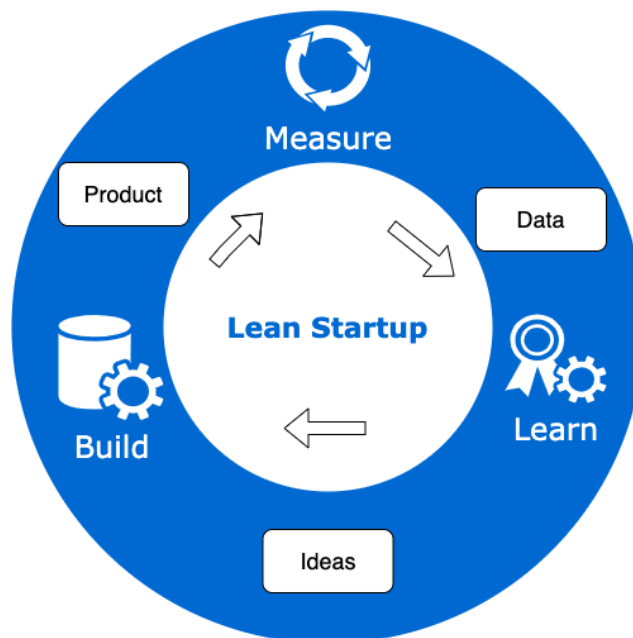 Measure
Product
Data
Lean Startup
Build
Learn
Ideas